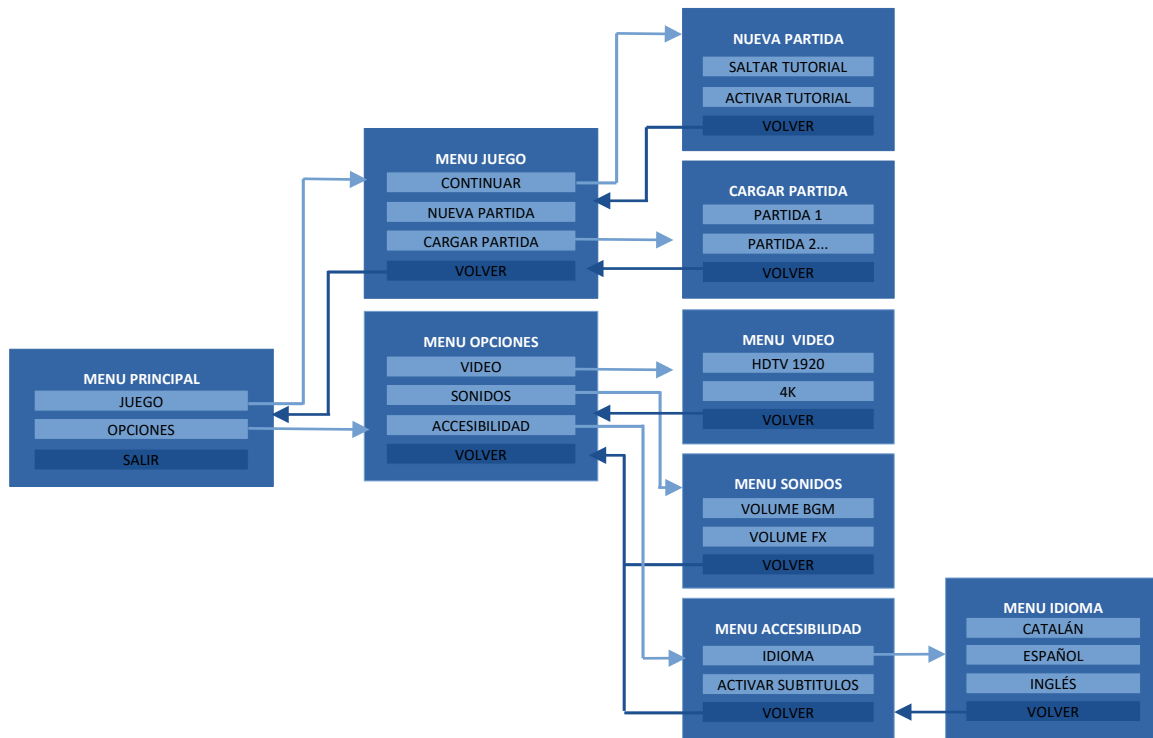 NUEVA PARTIDA
SALTAR TUTORIAL
ACTIVAR TUTORIAL
VOLVER
MENU JUEGO
CONTINUAR
NUEVA PARTIDA
CARGAR PARTIDA
VOLVER
CARGAR PARTIDA
PARTIDA 1
PARTIDA 2...
VOLVER
MENU OPCIONES
VIDEO
SONIDOS
ACCESIBILIDAD
VOLVER
MENU VIDEO
HDTV 1920
4K
VOLVER
MENU PRINCIPAL
JUEGO
OPCIONES
SALIR
MENU SONIDOS
VOLUME BGM
VOLUME FX
VOLVER
MENU ACCESIBILIDAD
IDIOMA
ACTIVAR SUBTITULOS
VOLVER
MENU IDIOMA
CATALÁN
ESPAÑOL
INGLÉS
VOLVER